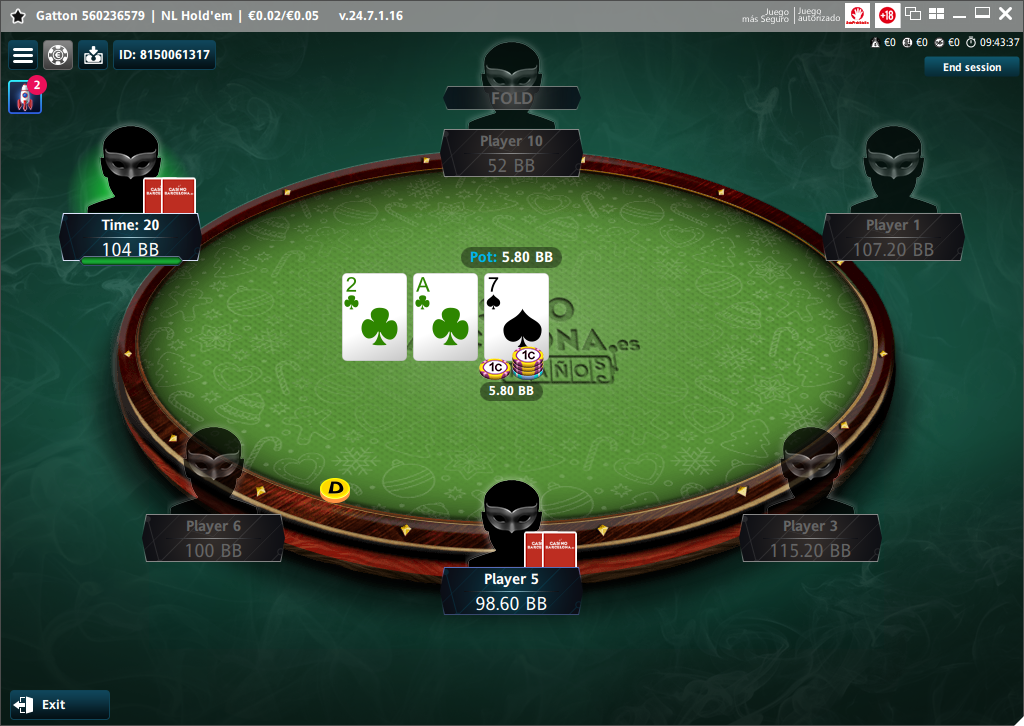 Gatton 560236579 | NL Hold'em | €0.02/€0.05 v.24.7.1.16
Juego más Seguro
Juego autorizado
+18
ID: 8150061317
€0 €0 €0 09:43:37
End session
2
FOLD
Player 10
52 BB
Time: 20
104 BB
Player 1
107.20 BB
Pot: 5.80 BB
2 A 7
ONA.es
AÑOS
1C 1C
5.80 BB
D
Player 6
100 BB
Player 5
98.60 BB
Player 3
115.20 BB
Exit